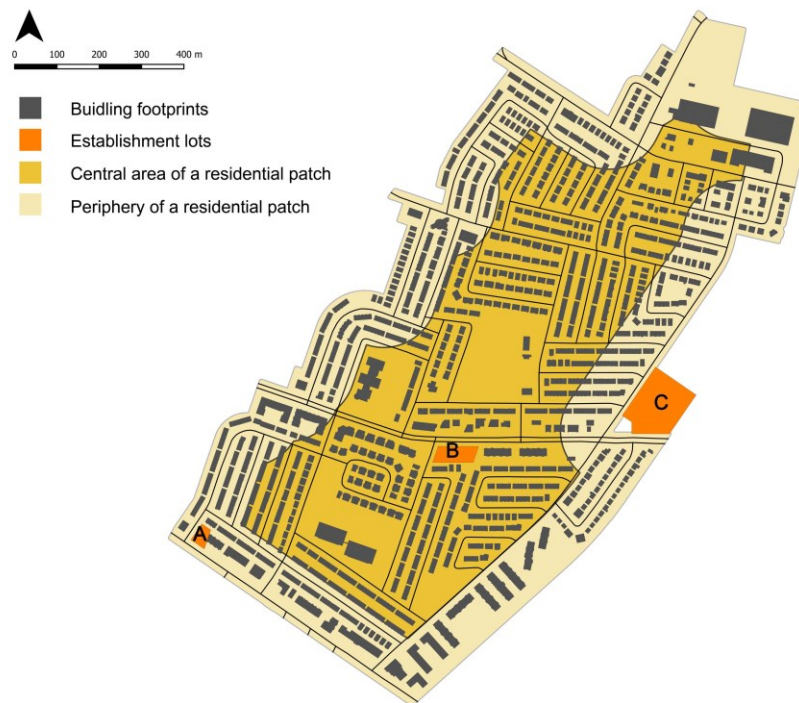 0 100 200 300 400 m
Buidling footprints
Establishment lots
Central area of a residential patch
Periphery of a residential patch
C
B
A